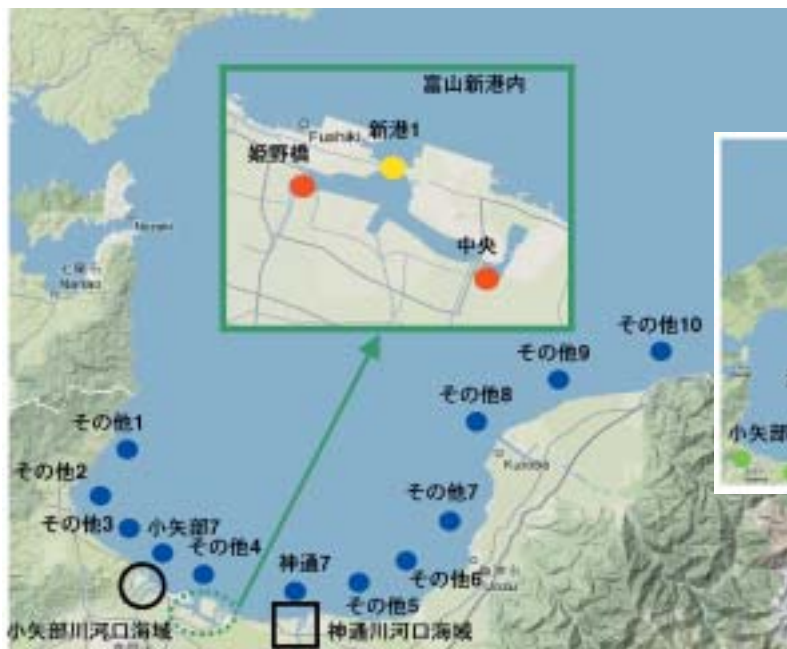 富山新港内
Fushiki
新港1
姫野橋
中央
Nanao
その他10
その他9
その他8
その他1
小矢部
Kurobe
その他2
その他7
その他3
小矢部7
その他4
神通7
その他6
Uozu
その他5
小矢部川河口海域
神通川河口海域